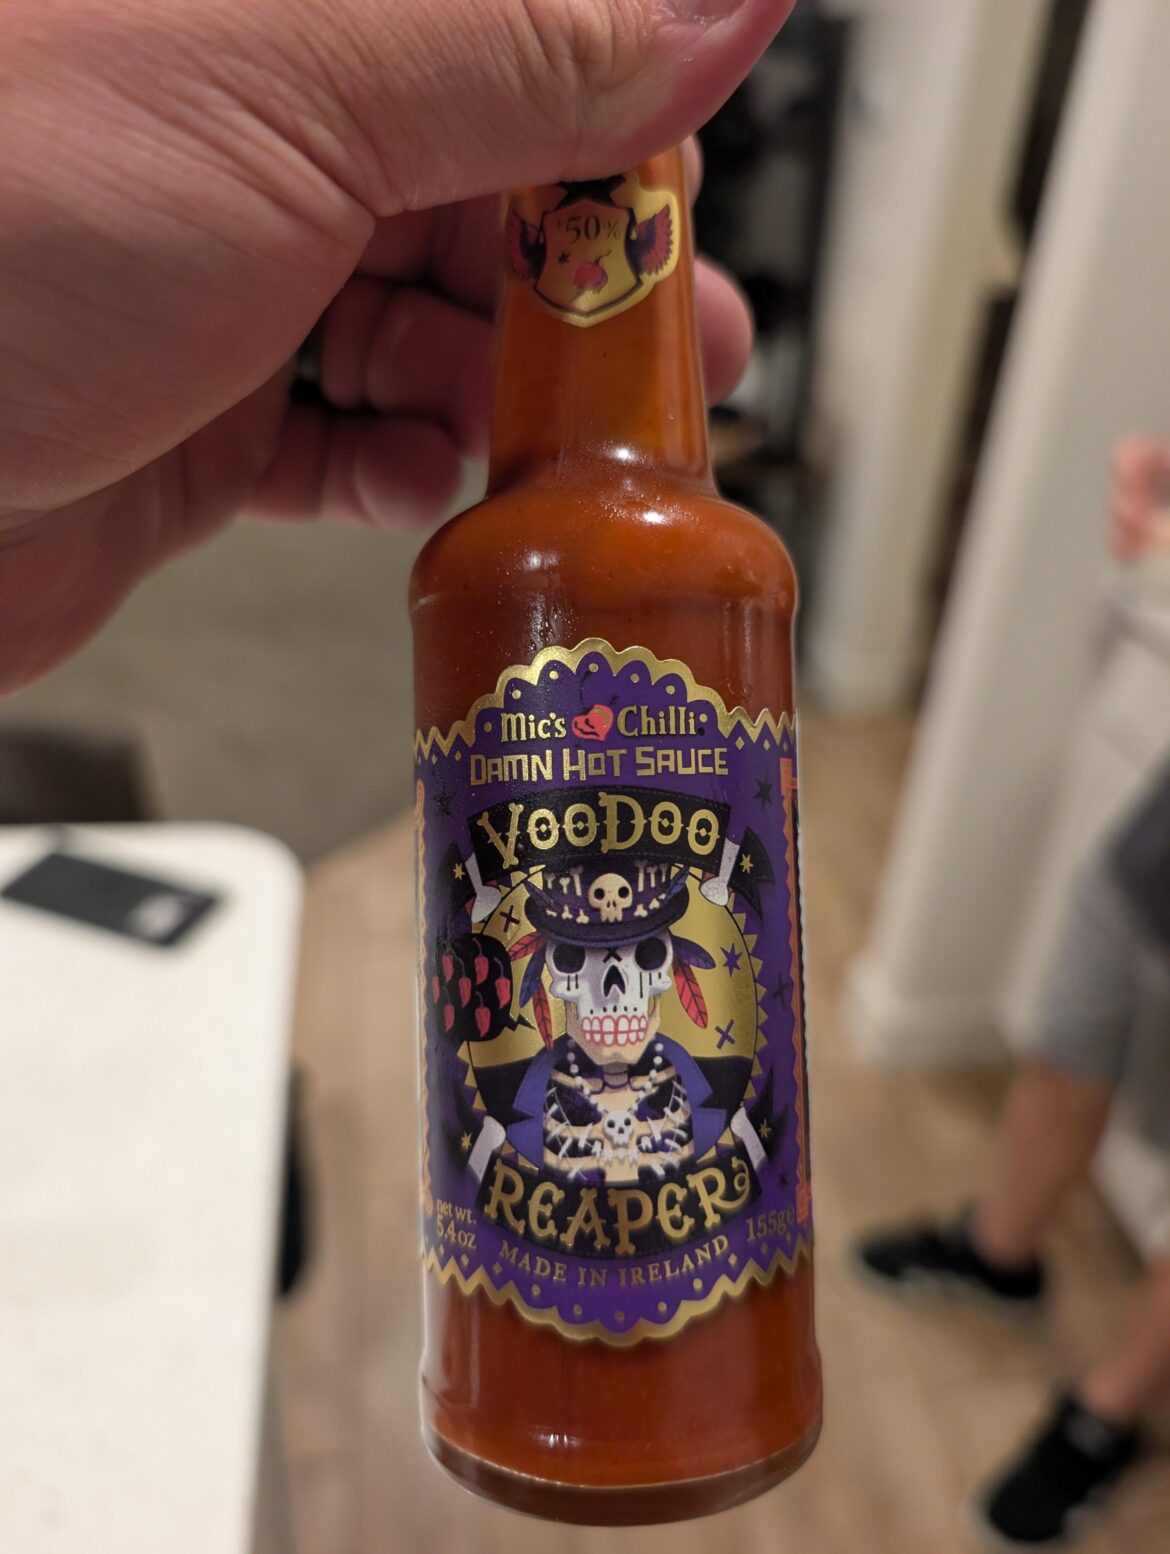 +50%
Mic's Chilli
DAMN HOT SAUCE
VOODOO
REAPER
net wt.
5.4oz
155g e
MADE IN IRELAND